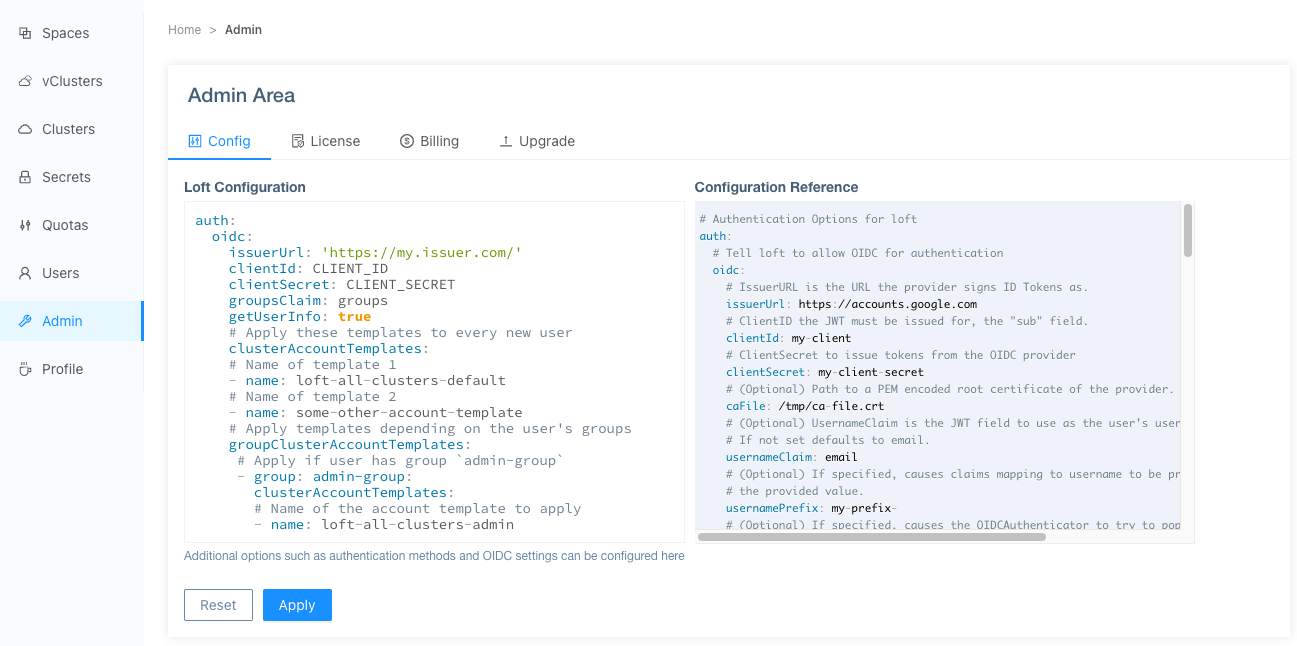 Spaces
vClusters
Clusters
Secrets
Quotas
Users
Admin
Profile
Home > Admin
Admin Area
Config License Billing Upgrade
Loft Configuration
auth:
  oidc:
    issuerUrl: 'https://my.issuer.com/'
    clientId: CLIENT_ID
    clientSecret: CLIENT_SECRET
    groupsClaim: groups
    getUserInfo: true
    # Apply these templates to every new user
    clusterAccountTemplates:
    # Name of template 1
    - name: loft-all-clusters-default
    # Name of template 2
    - name: some-other-account-template
    # Apply templates depending on the user's groups
    groupClusterAccountTemplates:
     # Apply if user has group `admin-group`
     - group: admin-group:
       clusterAccountTemplates:
       # Name of the account template to apply
       - name: loft-all-clusters-admin
Additional options such as authentication methods and OIDC settings can be configured here
Reset Apply
Configuration Reference
# Authentication Options for loft
auth:
  # Tell loft to allow OIDC for authentication
  oidc:
    # IssuerURL is the URL the provider signs ID Tokens as.
    issuerUrl: https://accounts.google.com
    # ClientID the JWT must be issued for, the "sub" field.
    clientId: my-client
    # ClientSecret to issue tokens from the OIDC provider
    clientSecret: my-client-secret
    # (Optional) Path to a PEM encoded root certificate of the provider.
    caFile: /tmp/ca-file.crt
    # (Optional) UsernameClaim is the JWT field to use as the user's user
    # If not set defaults to email.
    usernameClaim: email
    # (Optional) If specified, causes claims mapping to username to be pr
    # the provided value.
    usernamePrefix: my-prefix-
    # (Optional) If specified, causes the OIDCAuthenticator to try to pop